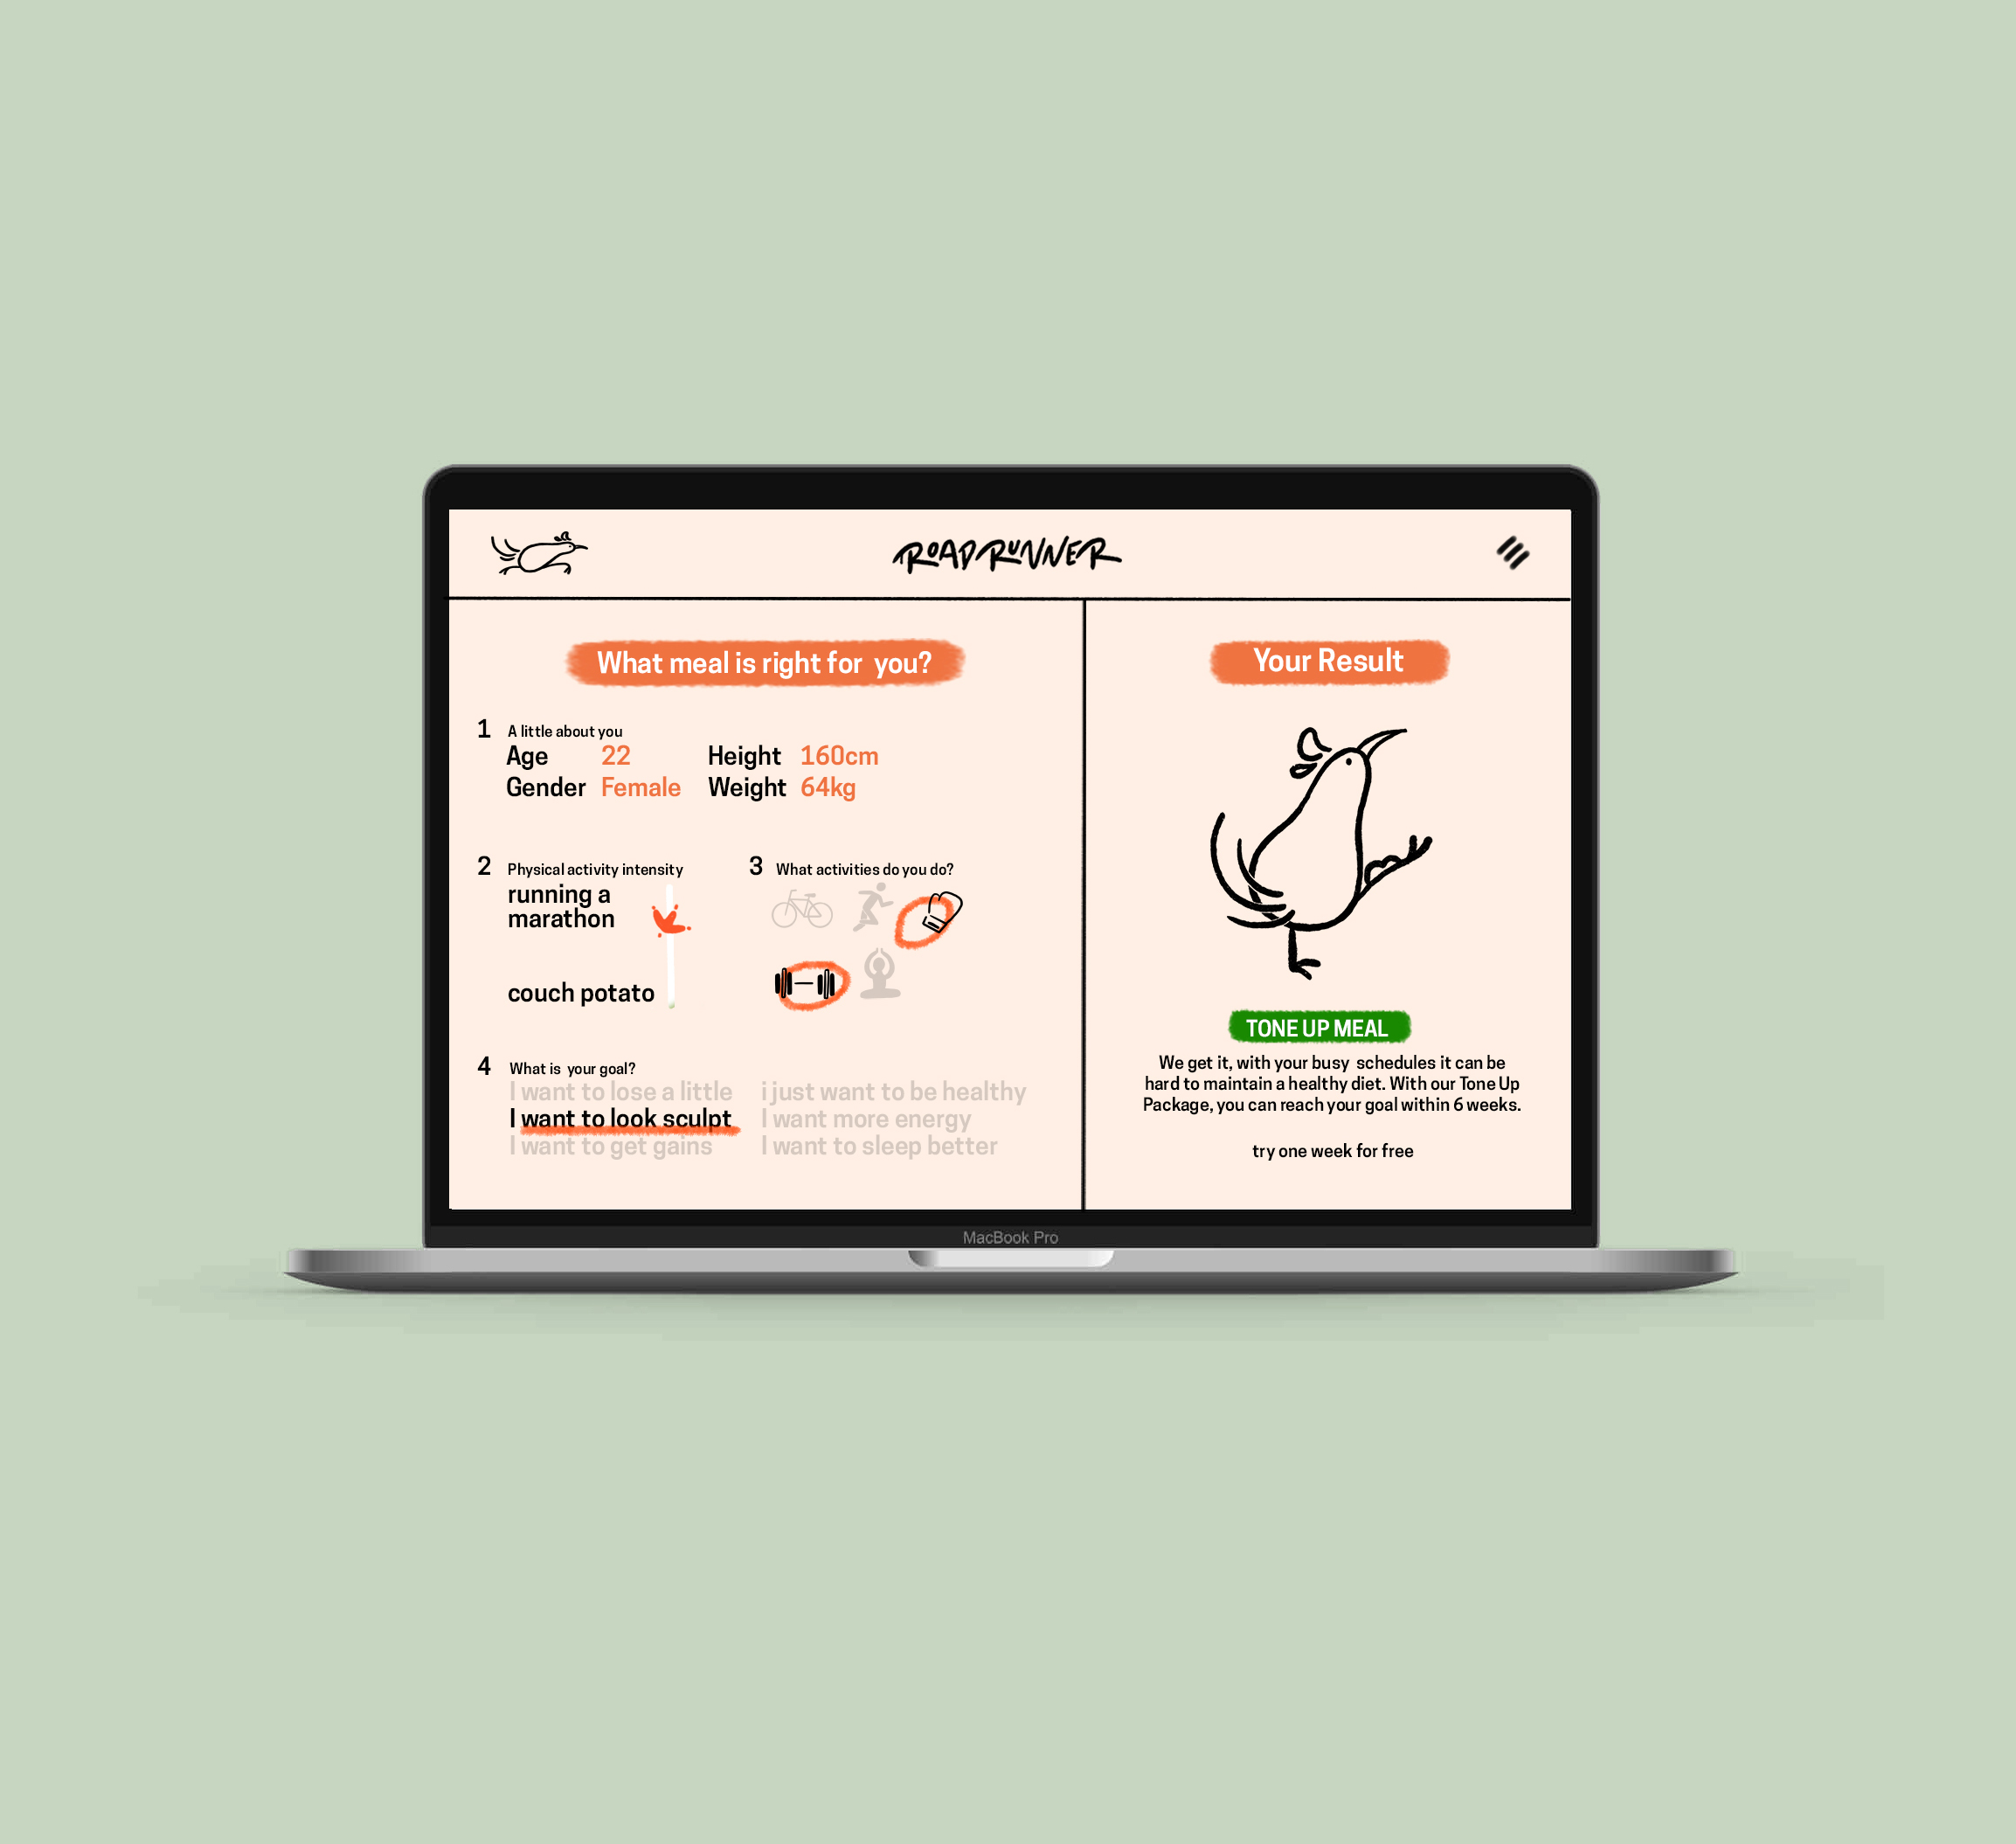 ROADRUNNER
What meal is right for you?
1 A little about you
Age 22 Height 160cm
Gender Female Weight 64kg
2 Physical activity intensity
running a
marathon
couch potato
3 What activities do you do?
4 What is your goal?
I want to lose a little i just want to be healthy
I want to look sculpt I want more energy
I want to get gains I want to sleep better
Your Result
TONE UP MEAL
We get it, with your busy schedules it can be
hard to maintain a healthy diet. With our Tone Up
Package, you can reach your goal within 6 weeks.
try one week for free
MacBook Pro